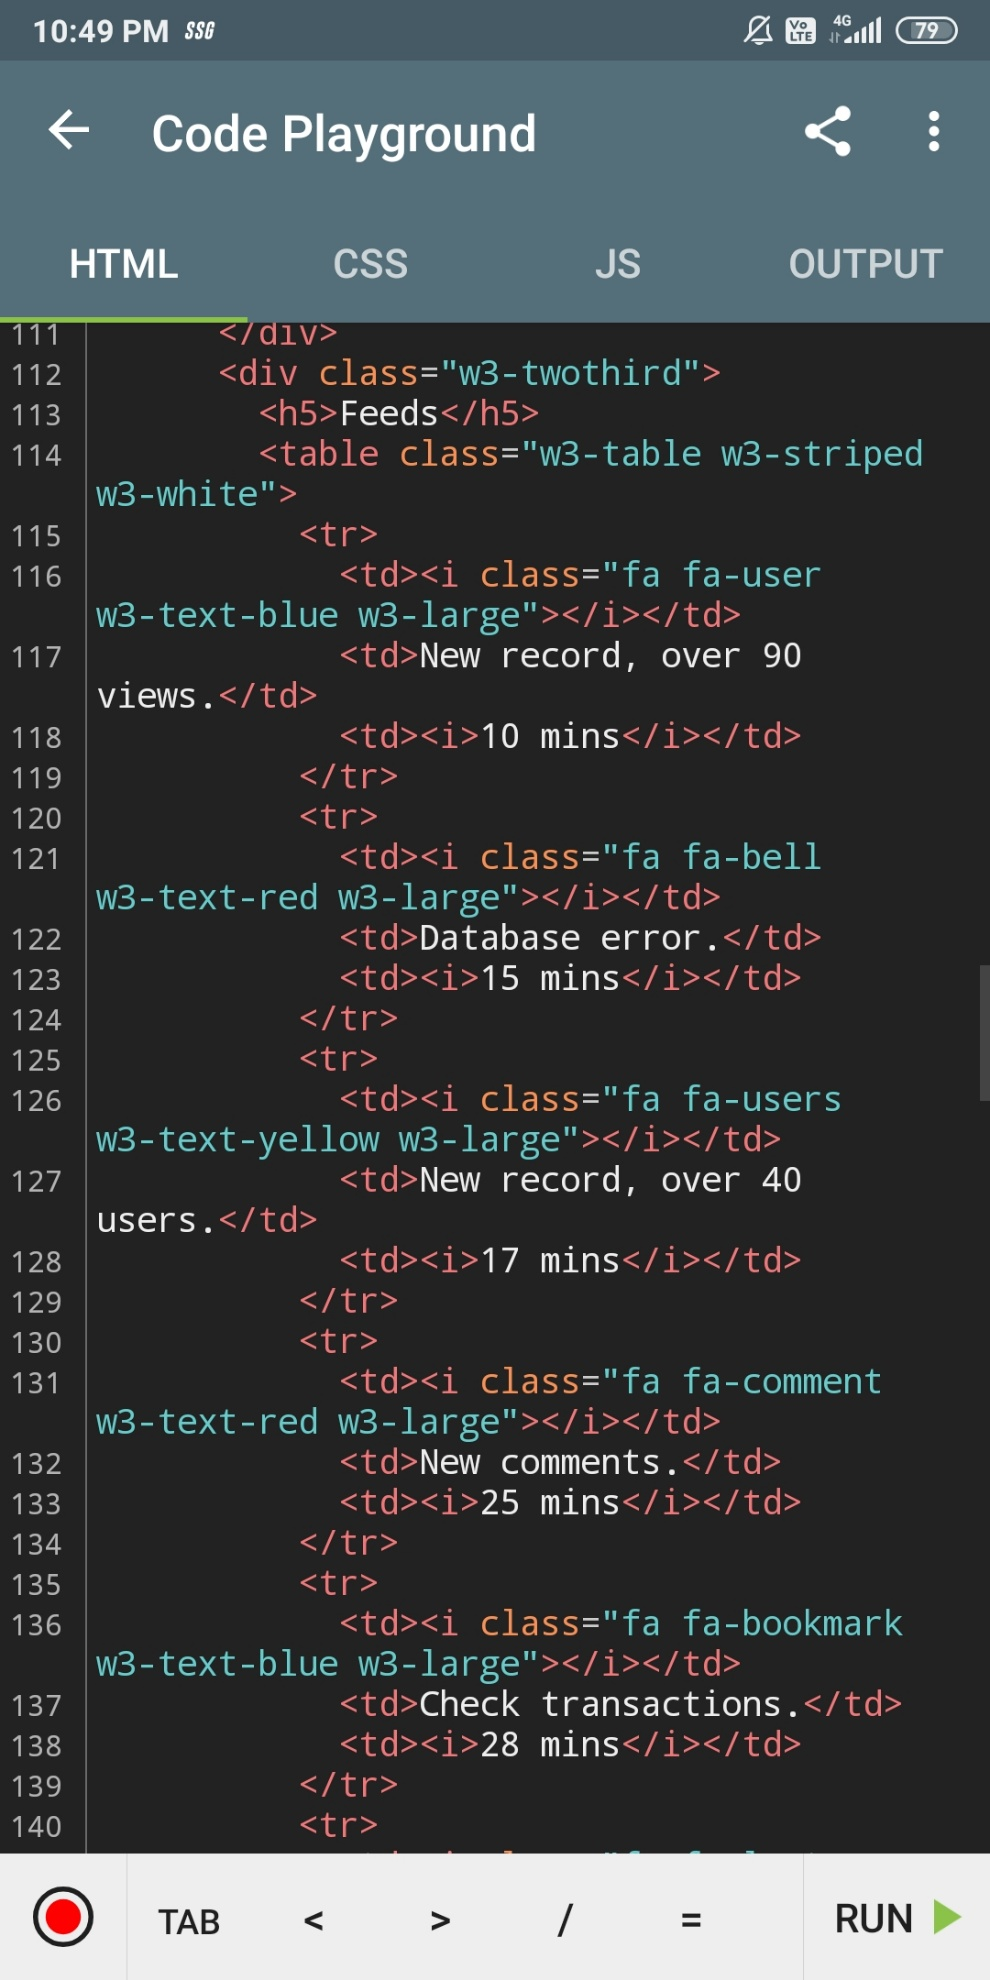 10:49 PM SSG Vo LTE 4G 79
Code Playground
HTML CSS JS OUTPUT
111 </div>
112 <div class="w3-twothird">
113 <h5>Feeds</h5>
114 <table class="w3-table w3-striped
w3-white">
115 <tr>
116 <td><i class="fa fa-user
w3-text-blue w3-large"></i></td>
117 <td>New record, over 90
views.</td>
118 <td><i>10 mins</i></td>
119 </tr>
120 <tr>
121 <td><i class="fa fa-bell
w3-text-red w3-large"></i></td>
122 <td>Database error.</td>
123 <td><i>15 mins</i></td>
124 </tr>
125 <tr>
126 <td><i class="fa fa-users
w3-text-yellow w3-large"></i></td>
127 <td>New record, over 40
users.</td>
128 <td><i>17 mins</i></td>
129 </tr>
130 <tr>
131 <td><i class="fa fa-comment
w3-text-red w3-large"></i></td>
132 <td>New comments.</td>
133 <td><i>25 mins</i></td>
134 </tr>
135 <tr>
136 <td><i class="fa fa-bookmark
w3-text-blue w3-large"></i></td>
137 <td>Check transactions.</td>
138 <td><i>28 mins</i></td>
139 </tr>
140 <tr>
TAB < > / = RUN